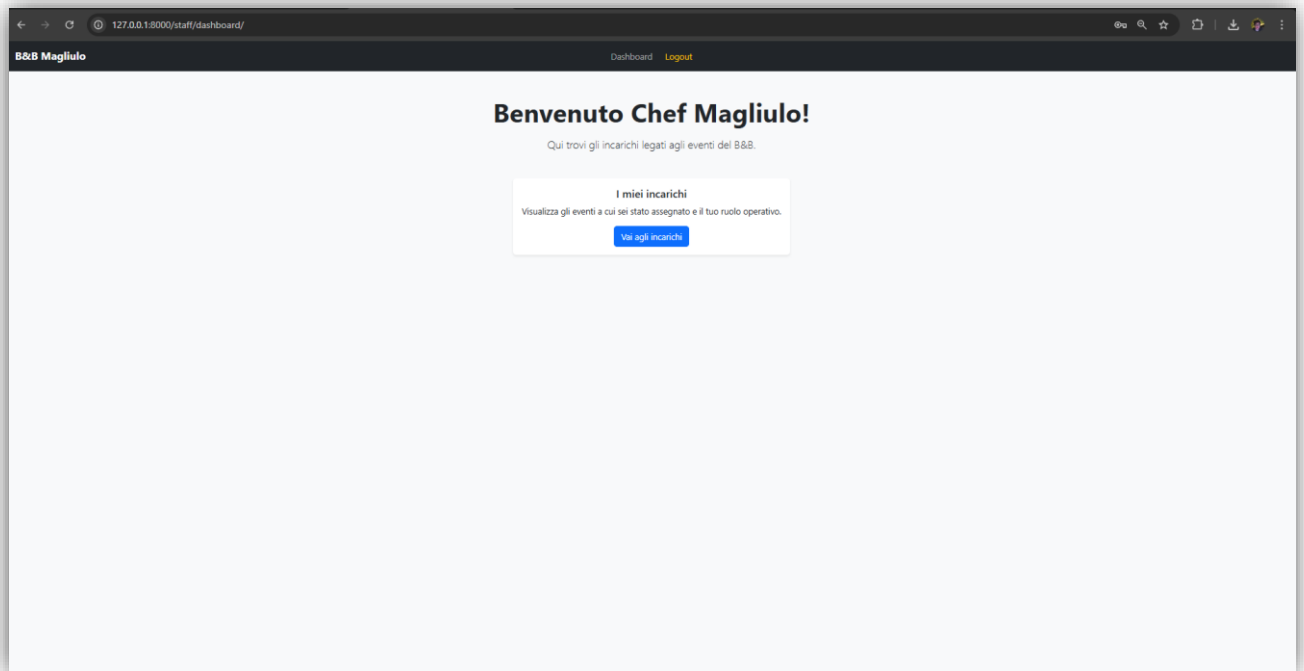 127.0.0.1:8000/staff/dashboard/
B&B Magliulo
Dashboard Logout
Benvenuto Chef Magliulo!
Qui trovi gli incarichi legati agli eventi del B&B.
I miei incarichi
Visualizza gli eventi a cui sei stato assegnato e il tuo ruolo operativo.
Vai agli incarichi